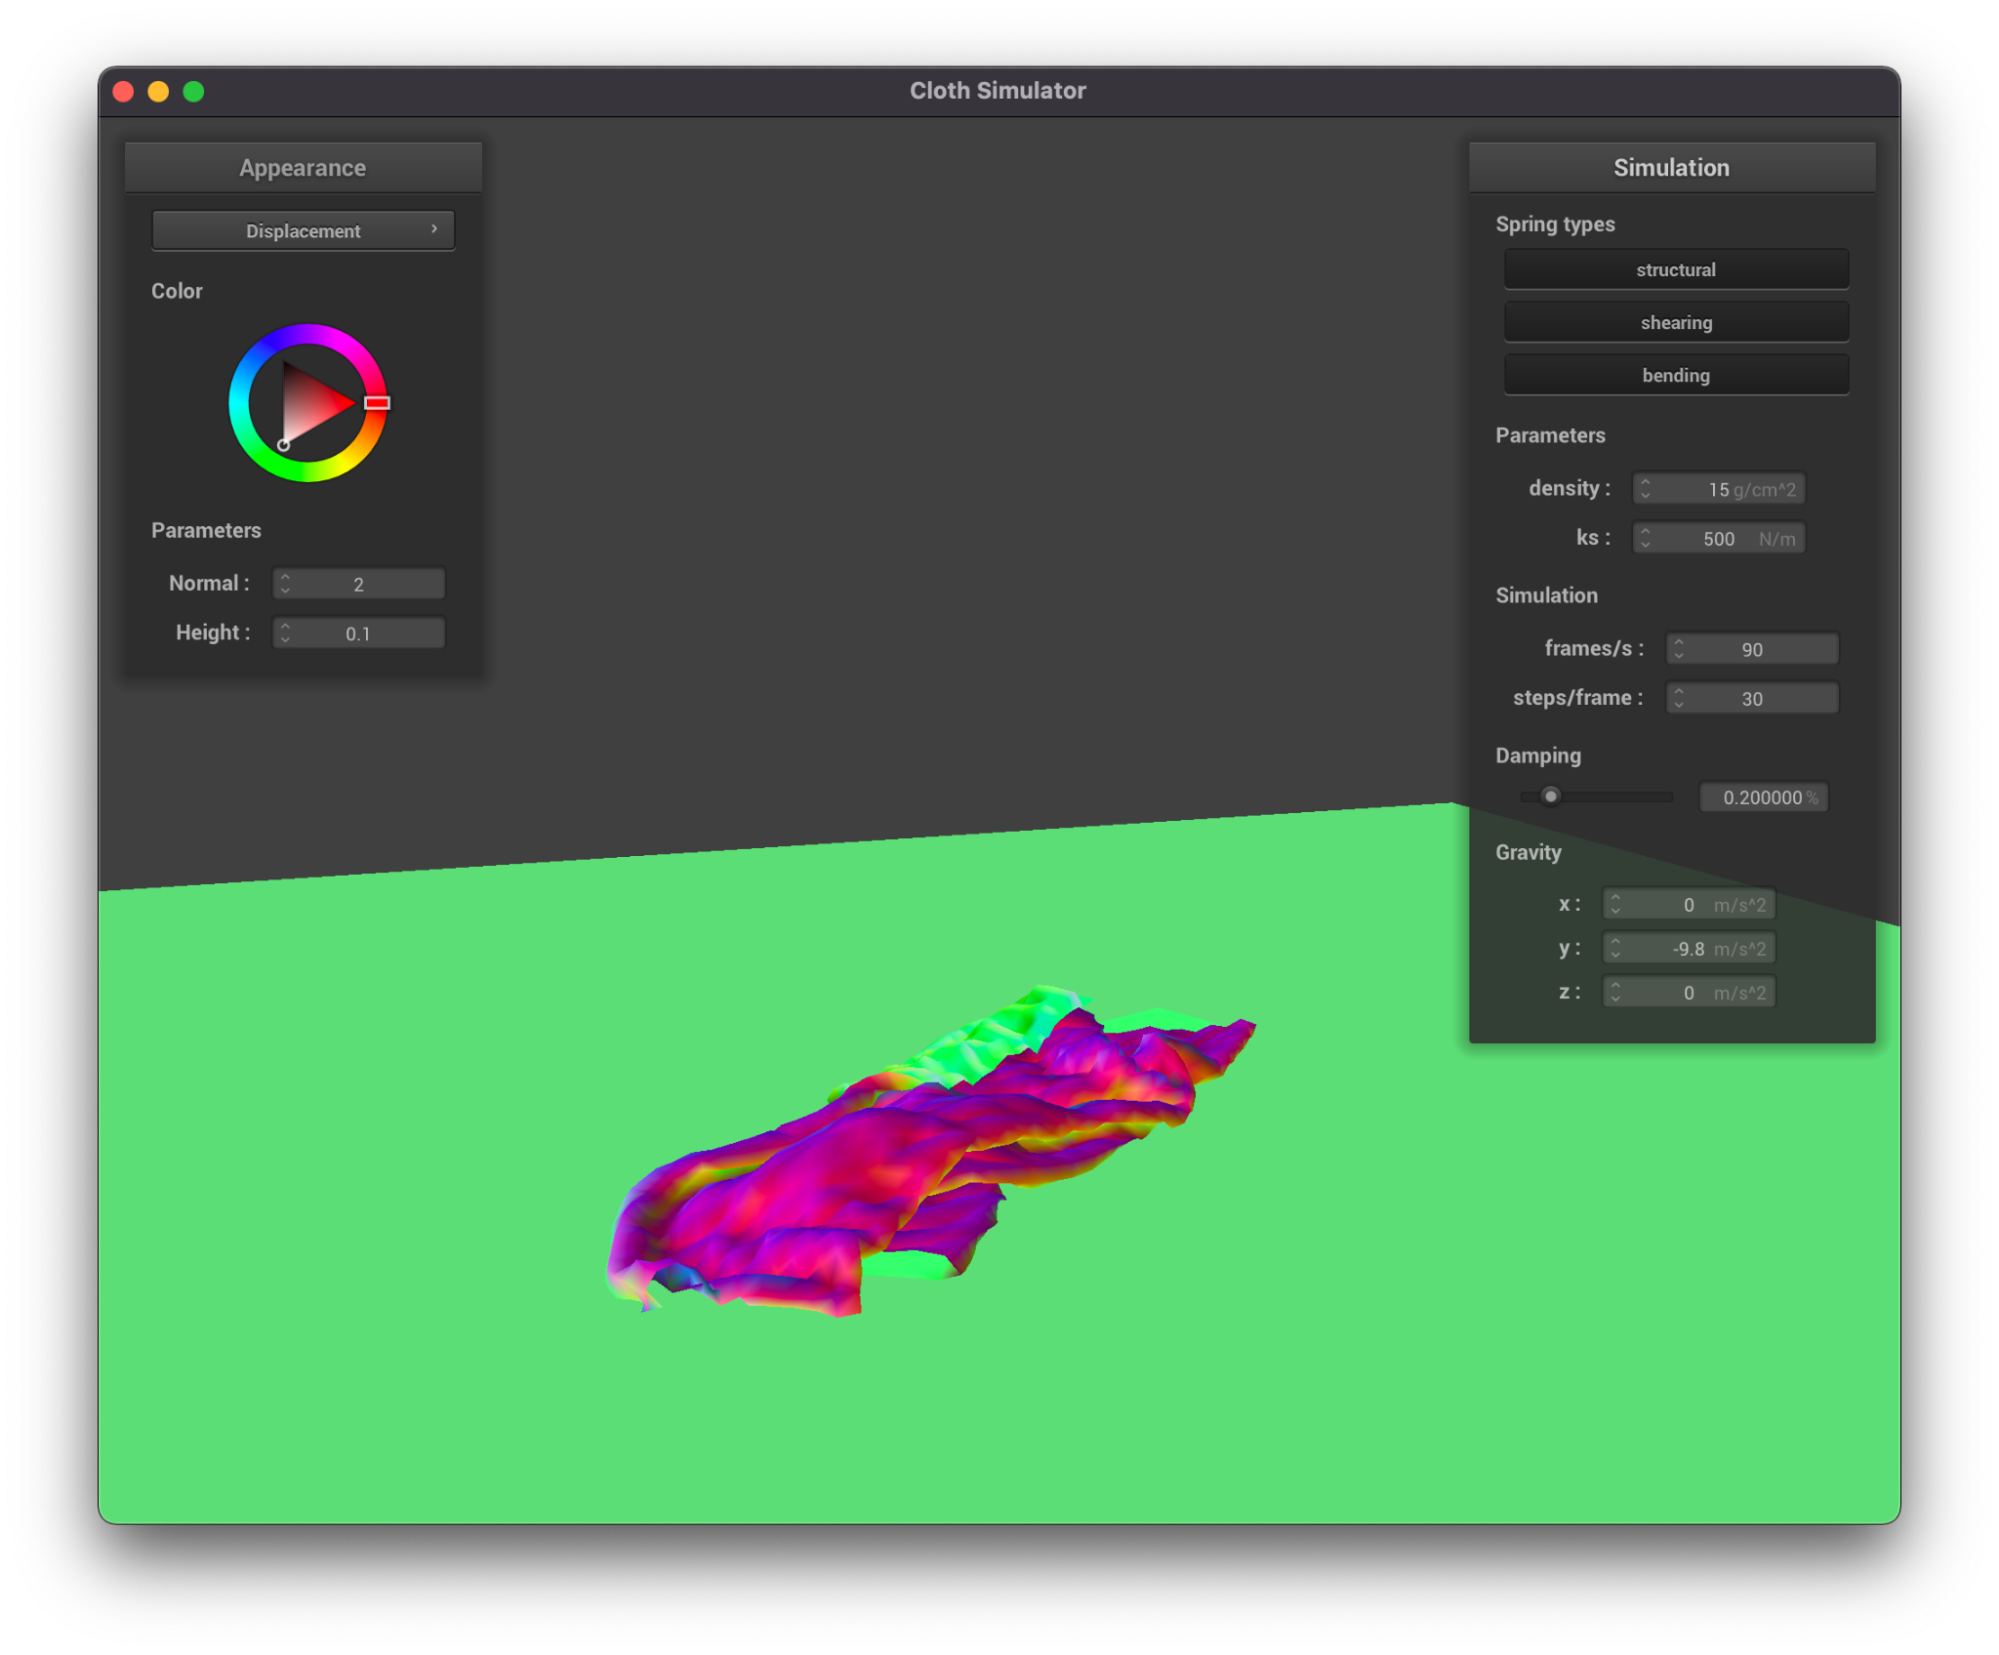 Cloth Simulator
Appearance
Displacement
Color
Parameters
Normal : 2
Height : 0.1
Simulation
Spring types
structural
shearing
bending
Parameters
density : 15 g/cm^2
ks : 500 N/m
Simulation
frames/s : 90
steps/frame : 30
Damping
0.200000 %
Gravity
x : 0 m/s^2
y : -9.8 m/s^2
z : 0 m/s^2